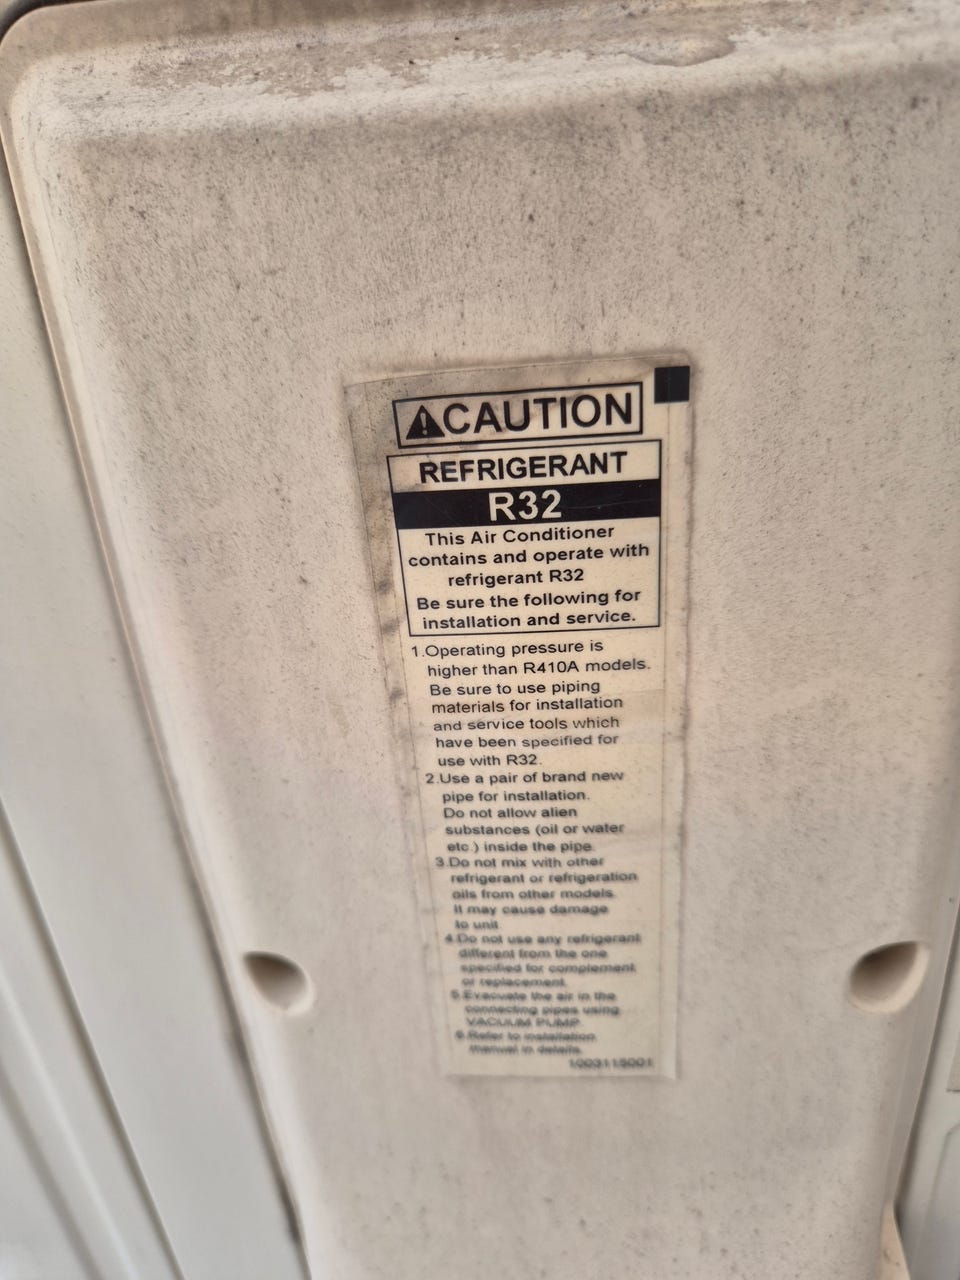 CAUTION
REFRIGERANT
R32
This Air Conditioner
contains and operate with
refrigerant R32
Be sure the following for
installation and service.
1.Operating pressure is
higher than R410A models.
Be sure to use piping
materials for installation
and service tools which
have been specified for
use with R32.
2.Use a pair of brand new
pipe for installation.
Do not allow alien
substances (oil or water
etc.) inside the pipe.
3.Do not mix with other
refrigerant or refrigeration
oils from other models.
It may cause damage
to unit.
4.Do not use any refrigerant
different from the one
specified for complement
or replacement.
5.Evacuate the air in the
connecting pipes using
VACUUM PUMP.
6.Refer to installation
manual in details.
1003115001